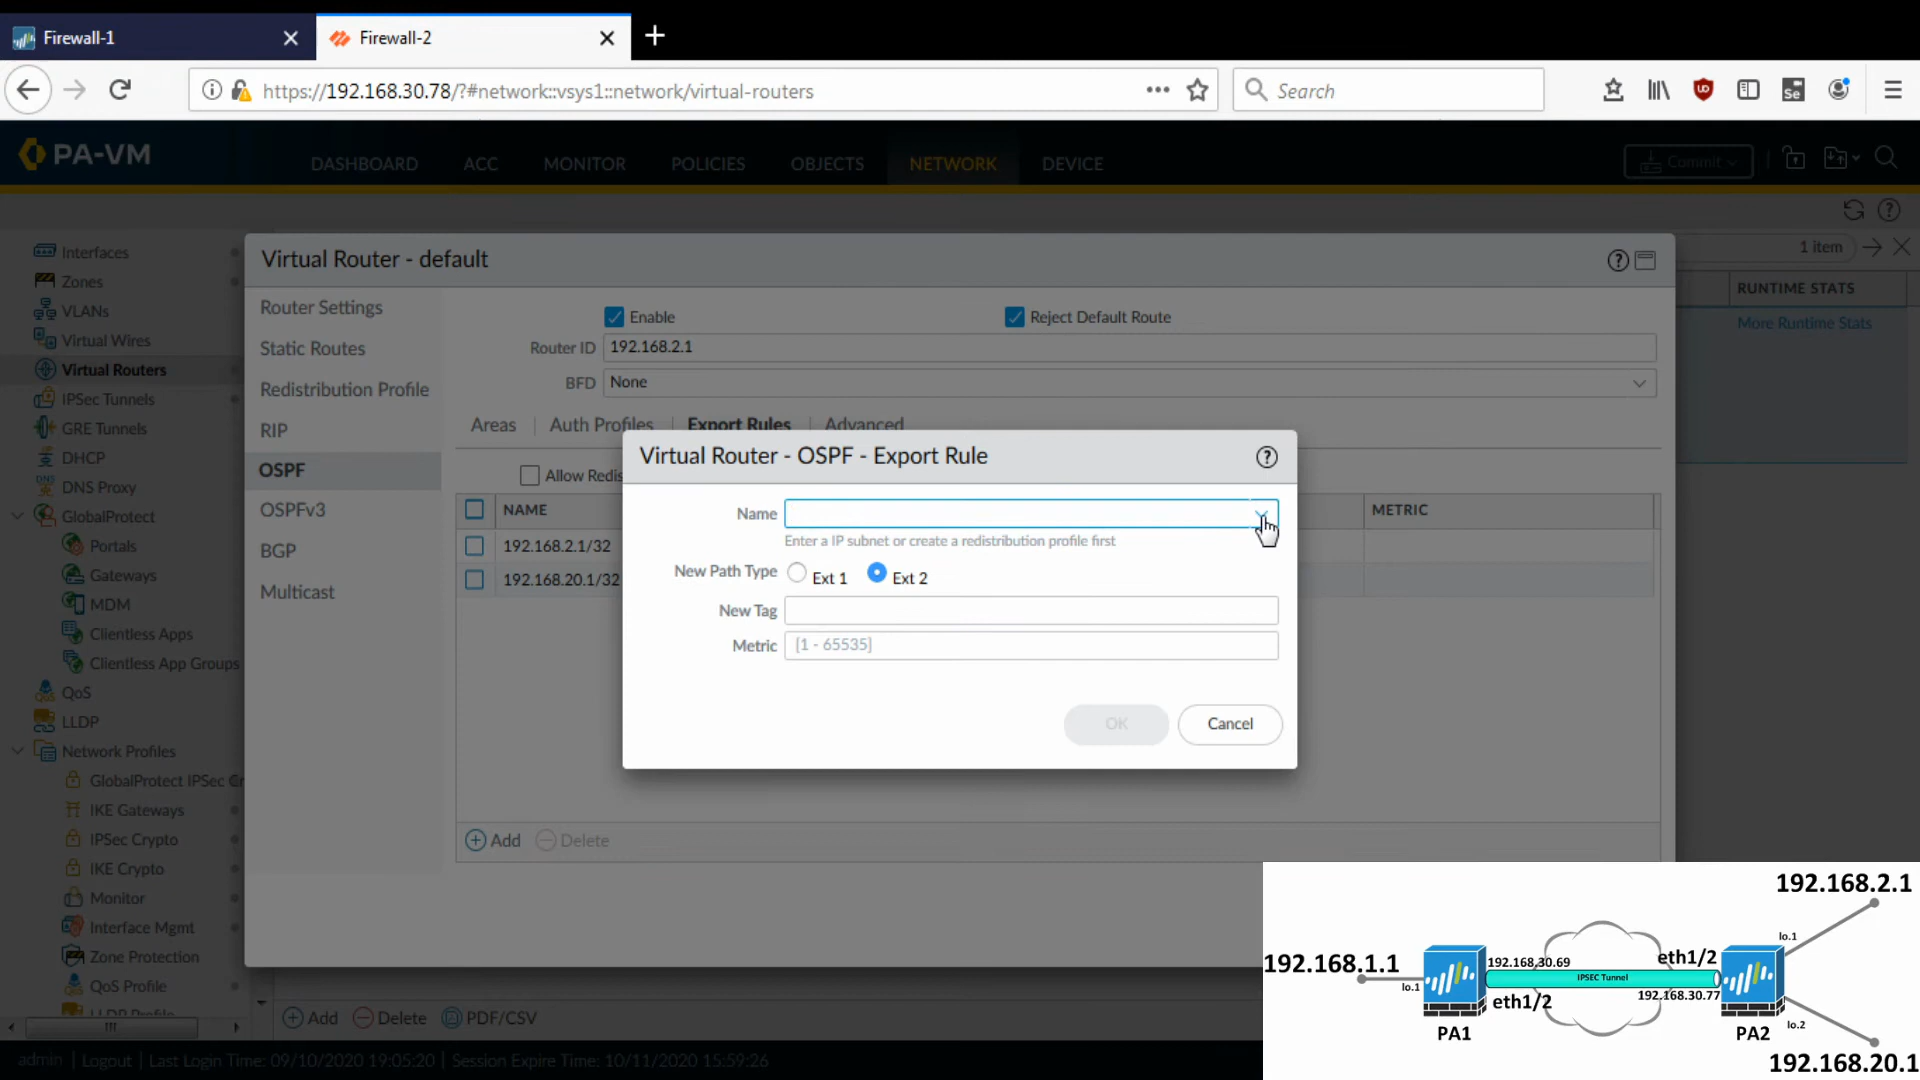 Firewall-1
Firewall-2
https://192.168.30.78/?#network::vsys1::network/virtual-routers
Search
PA-VM
DASHBOARD
ACC
MONITOR
POLICIES
OBJECTS
NETWORK
DEVICE
Commit
1 item
RUNTIME STATS
More Runtime Stats
Interfaces
Zones
VLANs
Virtual Wires
Virtual Routers
IPSec Tunnels
GRE Tunnels
DHCP
DNS Proxy
GlobalProtect
Portals
Gateways
MDM
Clientless Apps
Clientless App Groups
QoS
LLDP
Network Profiles
GlobalProtect IPSec Cr
IKE Gateways
IPSec Crypto
IKE Crypto
Monitor
Interface Mgmt
Zone Protection
QoS Profile
LLDP Profile
Virtual Router - default
Router Settings
Static Routes
Redistribution Profile
RIP
OSPF
OSPFv3
BGP
Multicast
Enable
Reject Default Route
Router ID 192.168.2.1
BFD None
Areas
Auth Profiles
Export Rules
Advanced
Allow Redis
NAME
METRIC
192.168.2.1/32
192.168.20.1/32
Virtual Router - OSPF - Export Rule
Name
Enter a IP subnet or create a redistribution profile first
New Path Type Ext 1 Ext 2
New Tag
Metric [1 - 65535]
OK
Cancel
Add
Delete
Add
Delete
PDF/CSV
admin | Logout | Last Login Time: 09/10/2020 19:05:20 | Session Expire Time: 10/11/2020 15:59:26
192.168.2.1
lo.1
192.168.1.1
lo.1
192.168.30.69
eth1/2
IPSEC Tunnel
eth1/2
192.168.30.77
PA1
PA2
lo.2
192.168.20.1